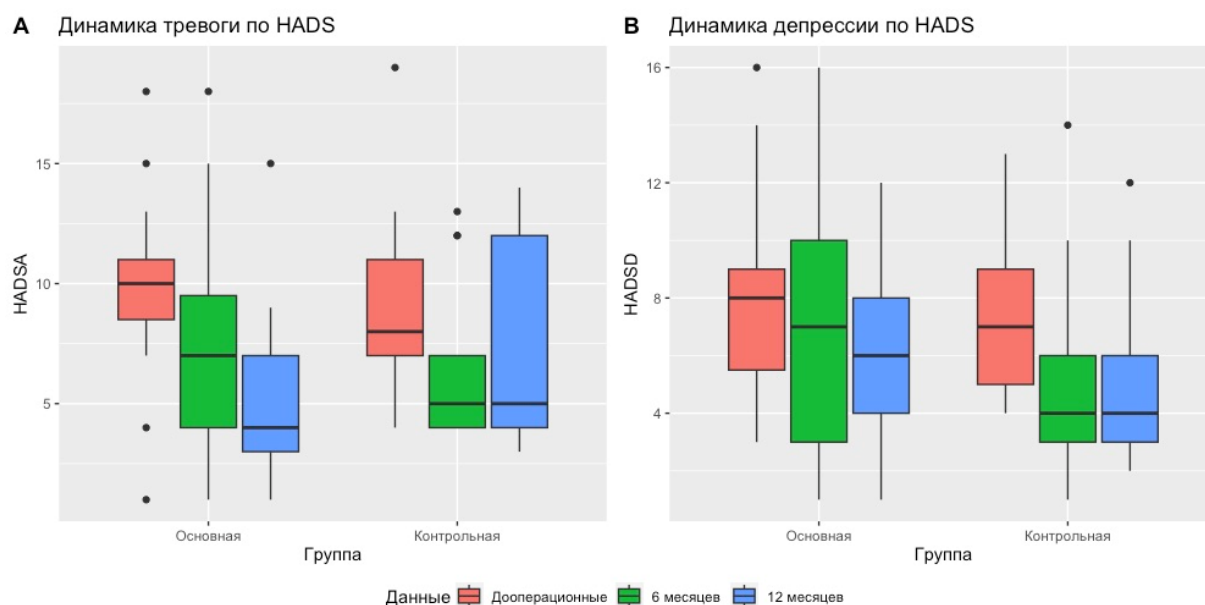 A Динамика тревоги по HADS
HADSA
15
10
5
Основная
Контрольная
Группа
B Динамика депрессии по HADS
HADSD
16
12
8
4
Основная
Контрольная
Группа
Данные Дооперационные 6 месяцев 12 месяцев